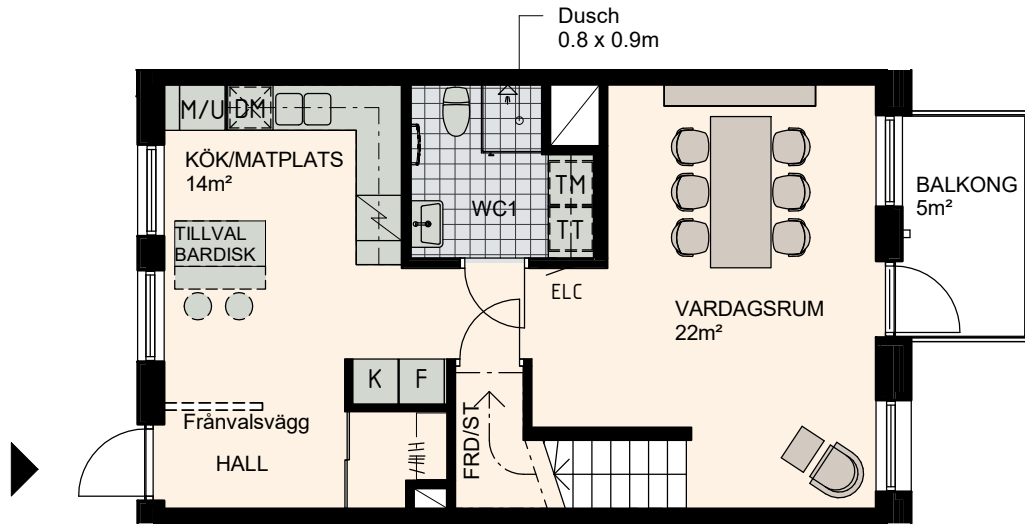 Dusch
0.8 x 0.9m
M/U DM
KÖK/MATPLATS
14m²
TILLVAL
BARDISK
WC1
TM
TT
ELC
VARDAGSRUM
22m²
BALKONG
5m²
K F
Frånvalsvägg
HALL
FRD/ST